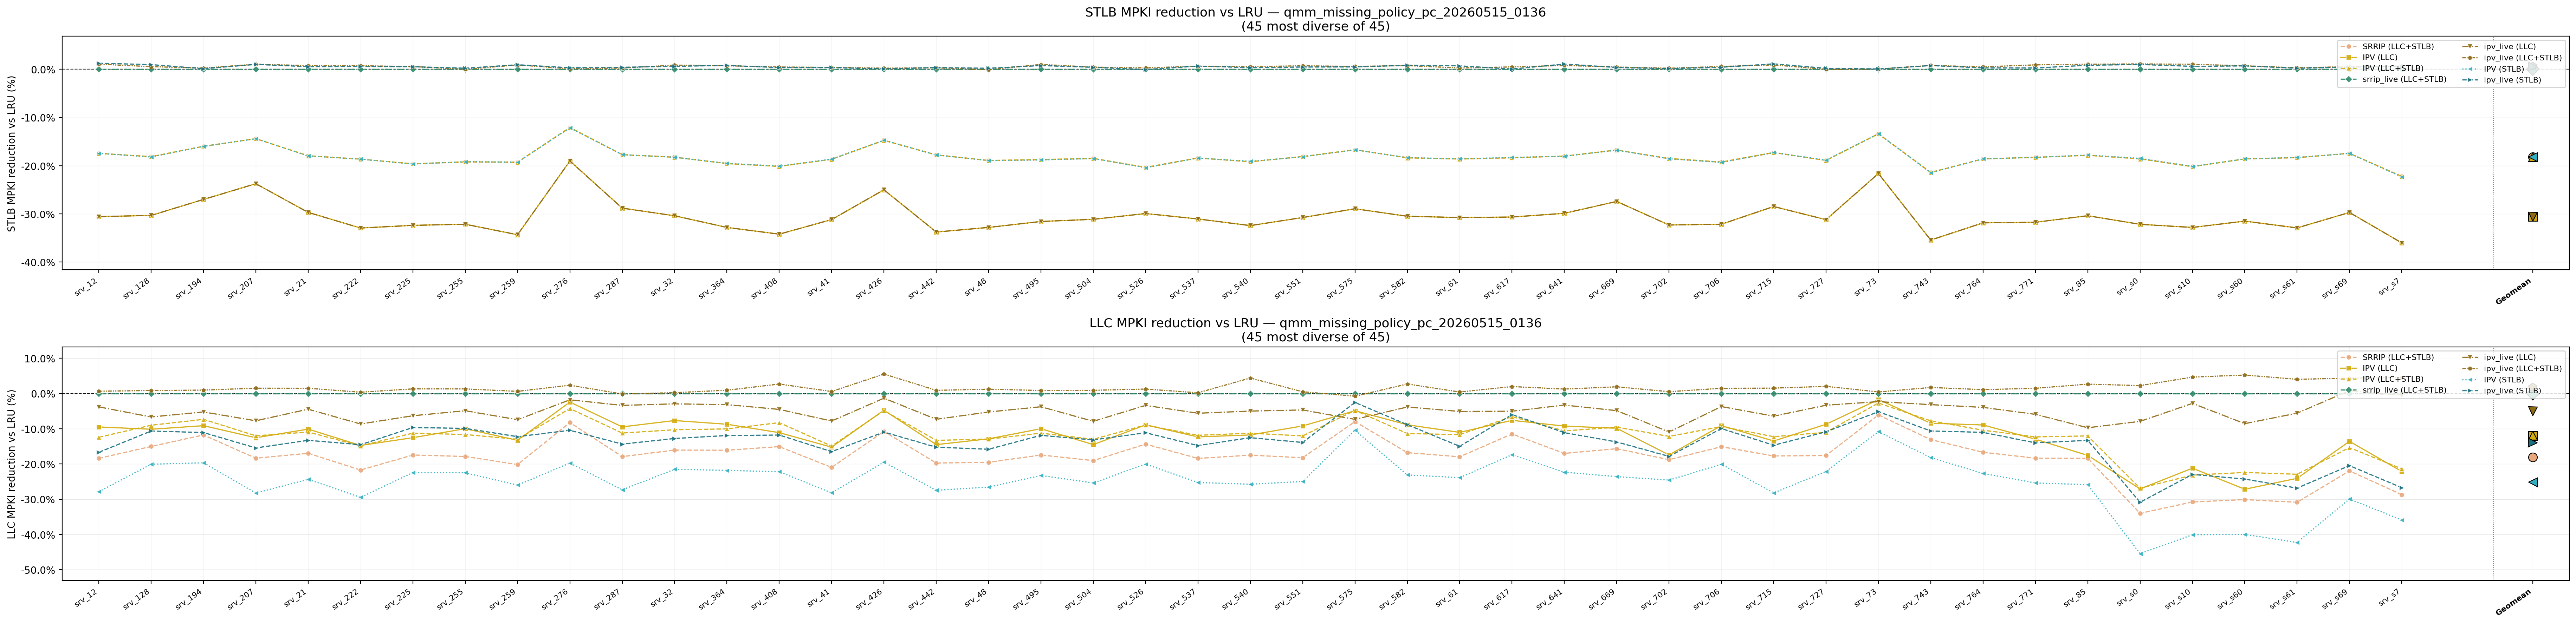 STLB MPKI reduction vs LRU — qmm_missing_policy_pc_20260515_0136
(45 most diverse of 45)
STLB MPKI reduction vs LRU (%)
0.0%
-10.0%
-20.0%
-30.0%
-40.0%
SRRIP (LLC+STLB)
IPV (LLC)
IPV (LLC+STLB)
srrip_live (LLC+STLB)
ipv_live (LLC)
ipv_live (LLC+STLB)
IPV (STLB)
ipv_live (STLB)
srv_12
srv_128
srv_194
srv_207
srv_21
srv_222
srv_225
srv_255
srv_259
srv_276
srv_287
srv_32
srv_364
srv_408
srv_41
srv_426
srv_442
srv_48
srv_495
srv_504
srv_526
srv_537
srv_540
srv_551
srv_575
srv_582
srv_61
srv_617
srv_641
srv_669
srv_702
srv_706
srv_715
srv_727
srv_73
srv_743
srv_764
srv_771
srv_85
srv_s0
srv_s10
srv_s60
srv_s61
srv_s69
srv_s7
Geomean
LLC MPKI reduction vs LRU — qmm_missing_policy_pc_20260515_0136
(45 most diverse of 45)
LLC MPKI reduction vs LRU (%)
10.0%
0.0%
-10.0%
-20.0%
-30.0%
-40.0%
-50.0%
SRRIP (LLC+STLB)
IPV (LLC)
IPV (LLC+STLB)
srrip_live (LLC+STLB)
ipv_live (LLC)
ipv_live (LLC+STLB)
IPV (STLB)
ipv_live (STLB)
srv_12
srv_128
srv_194
srv_207
srv_21
srv_222
srv_225
srv_255
srv_259
srv_276
srv_287
srv_32
srv_364
srv_408
srv_41
srv_426
srv_442
srv_48
srv_495
srv_504
srv_526
srv_537
srv_540
srv_551
srv_575
srv_582
srv_61
srv_617
srv_641
srv_669
srv_702
srv_706
srv_715
srv_727
srv_73
srv_743
srv_764
srv_771
srv_85
srv_s0
srv_s10
srv_s60
srv_s61
srv_s69
srv_s7
Geomean